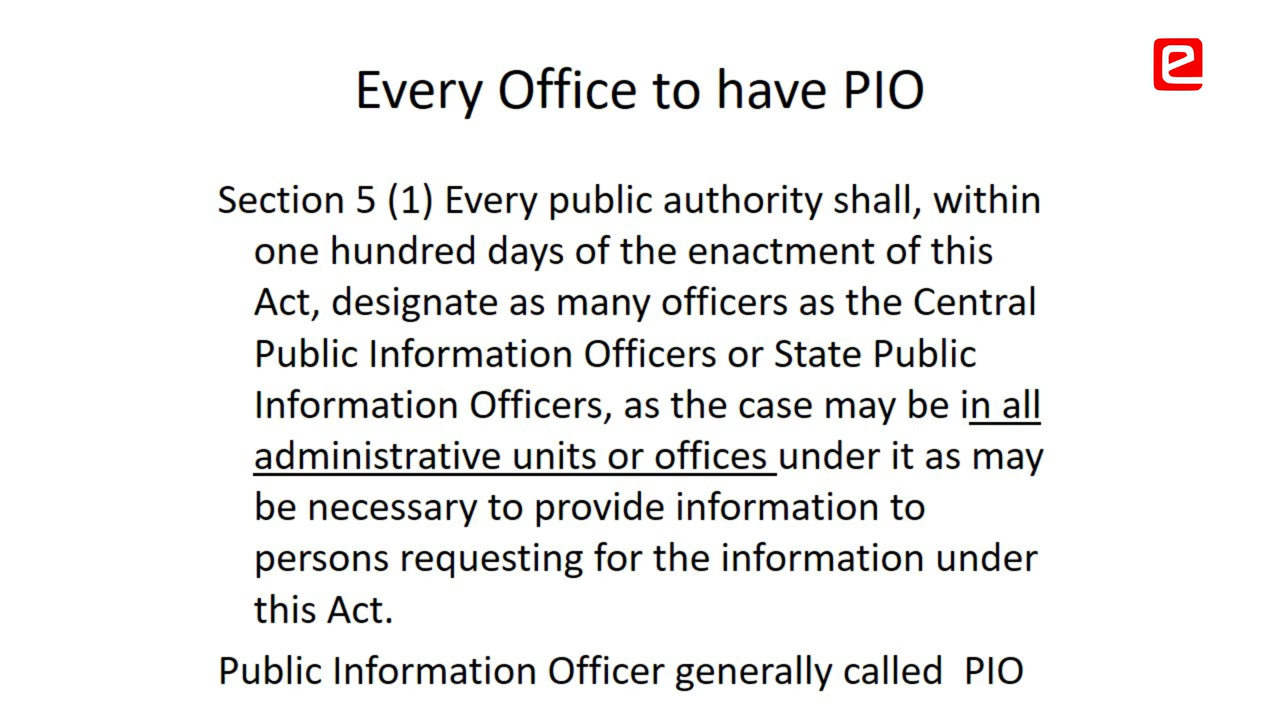 Every Office to have PIO
Section 5 (1) Every public authority shall, within
one hundred days of the enactment of this
Act, designate as many officers as the Central
Public Information Officers or State Public
Information Officers, as the case may be in all
administrative units or offices under it as may
be necessary to provide information to
persons requesting for the information under
this Act.
Public Information Officer generally called  PIO